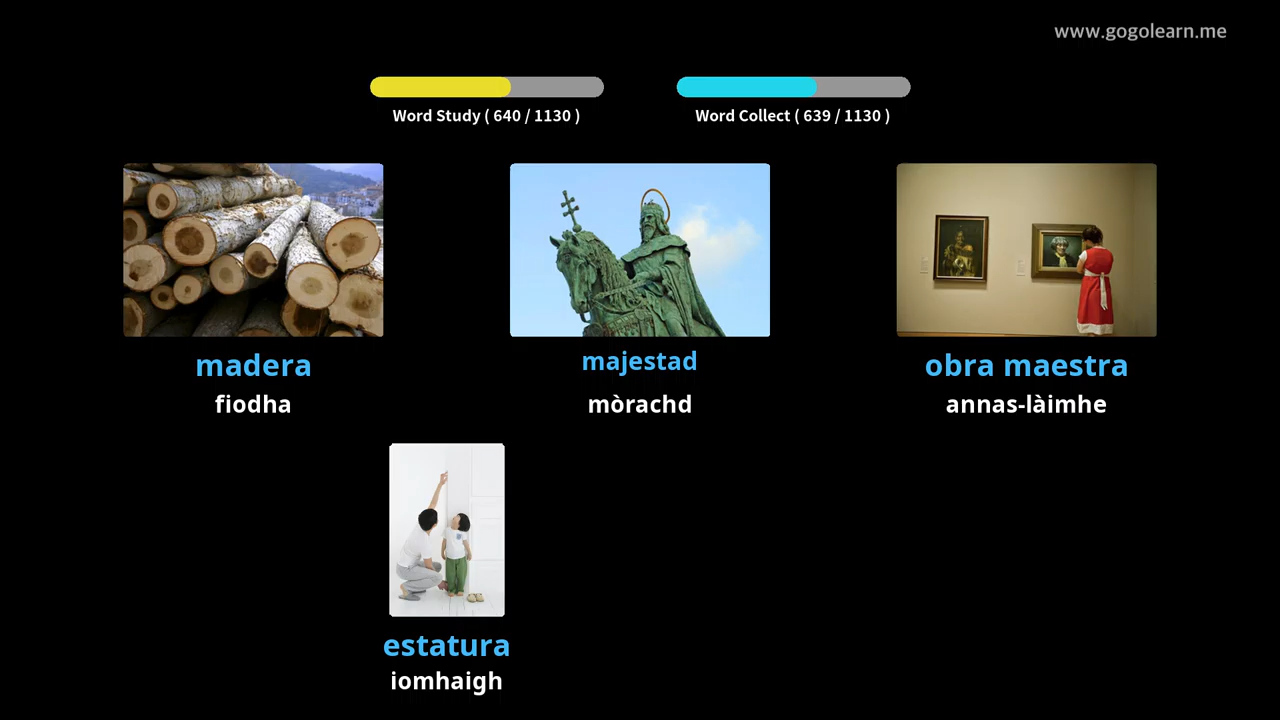 www.gogolearn.me
Word Study ( 640 / 1130 )
Word Collect ( 639 / 1130 )
madera
majestad
obra maestra
fiodha
mòrachd
annas-làimhe
estatura
iomhaigh